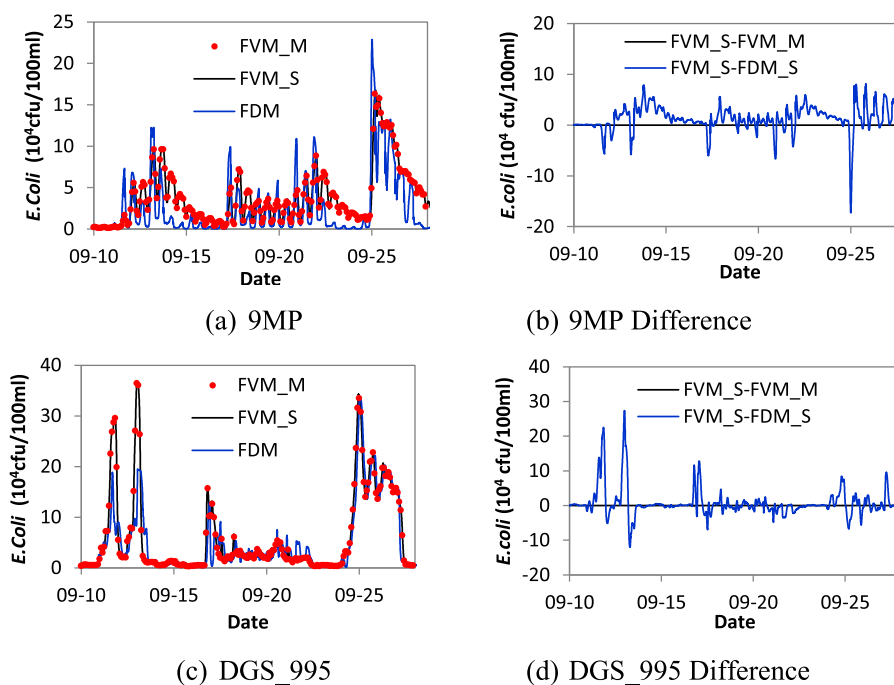 E.Coli (10⁴cfu/100ml)
25
20
15
10
5
0
FVM_M
FVM_S
FDM
09-10 09-15 09-20 09-25
Date
(a) 9MP
E.coli (10⁴ cfu/100ml)
20
10
0
-10
-20
FVM_S-FVM_M
FVM_S-FDM_S
09-10 09-15 09-20 09-25
Date
(b) 9MP Difference
E.Coli (10⁴cfu/100ml)
40
30
20
10
0
FVM_M
FVM_S
FDM
09-10 09-15 09-20 09-25
Date
(c) DGS_995
E.coli (10⁴ cfu/100ml)
40
30
20
10
0
-10
-20
FVM_S-FVM_M
FVM_S-FDM_S
09-10 09-15 09-20 09-25
Date
(d) DGS_995 Difference